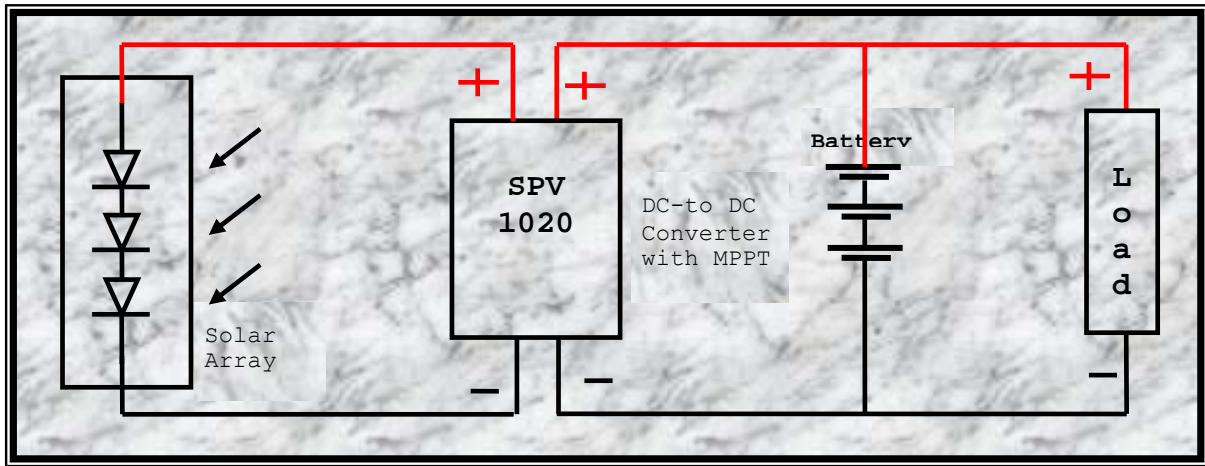 +
+
+
Battery
SPV
1020
DC-to DC
Converter
with MPPT
L
o
a
d
Solar
Array
−
−
−